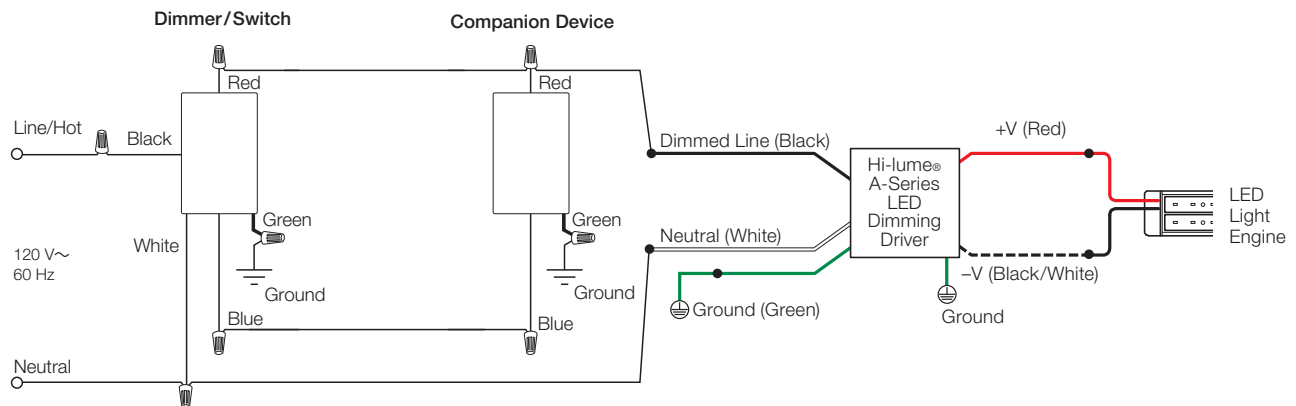 Dimmer/Switch
Companion Device
Red
Red
Line/Hot
Black
Dimmed Line (Black)
+V (Red)
Hi-lume®
A-Series
LED
Dimming
Driver
LED
Light
Engine
Green
Green
White
Neutral (White)
120 V~
60 Hz
–V (Black/White)
Ground
Ground
Ground (Green)
Ground
Blue
Blue
Neutral